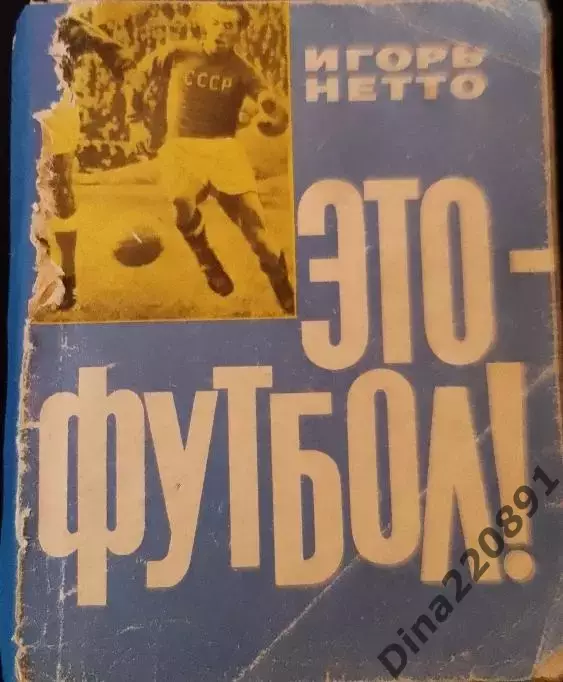 СССР
ИГОРЬ
НЕТТО
ЭТО -
ФУТБОЛ!
Dina220891